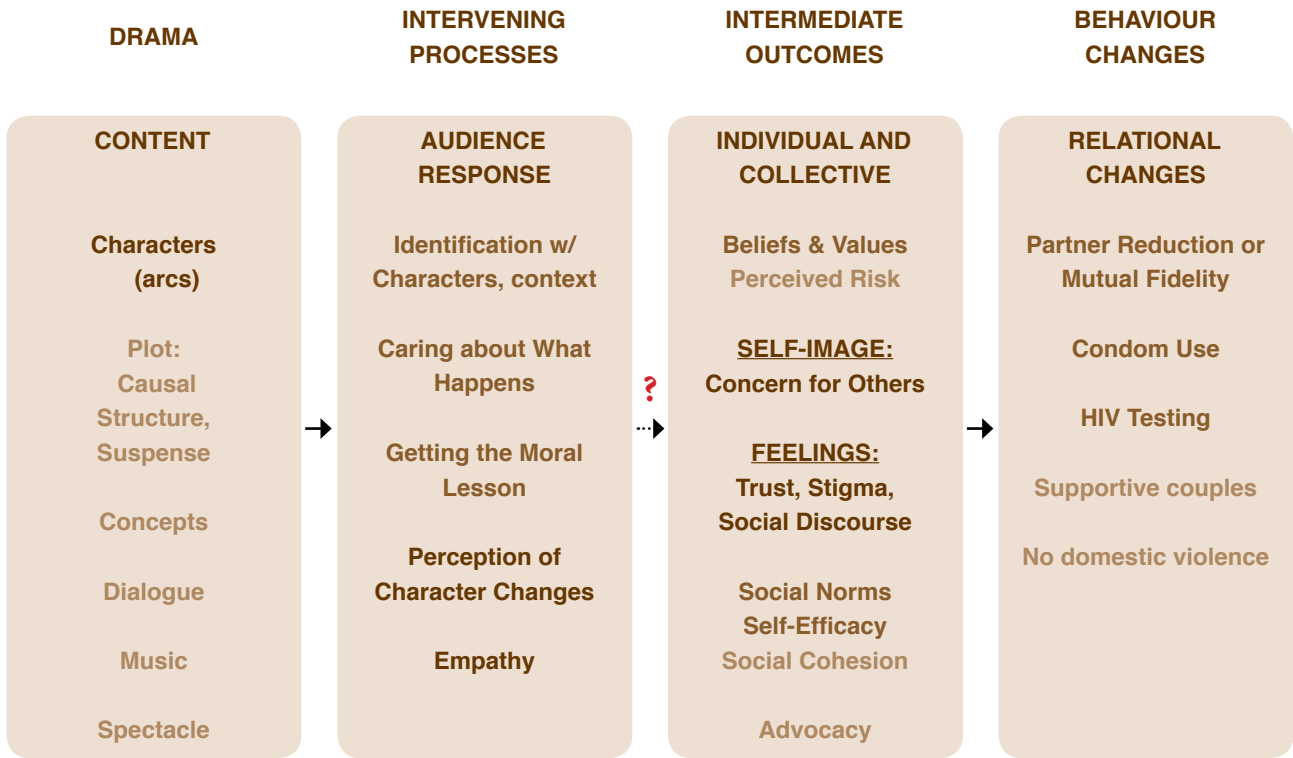 DRAMA
INTERVENING
PROCESSES
INTERMEDIATE
OUTCOMES
BEHAVIOUR
CHANGES
CONTENT
Characters
(arcs)
Plot:
Causal
Structure,
Suspense
Concepts
Dialogue
Music
Spectacle
AUDIENCE
RESPONSE
Identification w/
Characters, context
Caring about What
Happens
Getting the Moral
Lesson
Perception of
Character Changes
Empathy
?
INDIVIDUAL AND
COLLECTIVE
Beliefs & Values
Perceived Risk
SELF-IMAGE:
Concern for Others
FEELINGS:
Trust, Stigma,
Social Discourse
Social Norms
Self-Efficacy
Social Cohesion
Advocacy
RELATIONAL
CHANGES
Partner Reduction or
Mutual Fidelity
Condom Use
HIV Testing
Supportive couples
No domestic violence